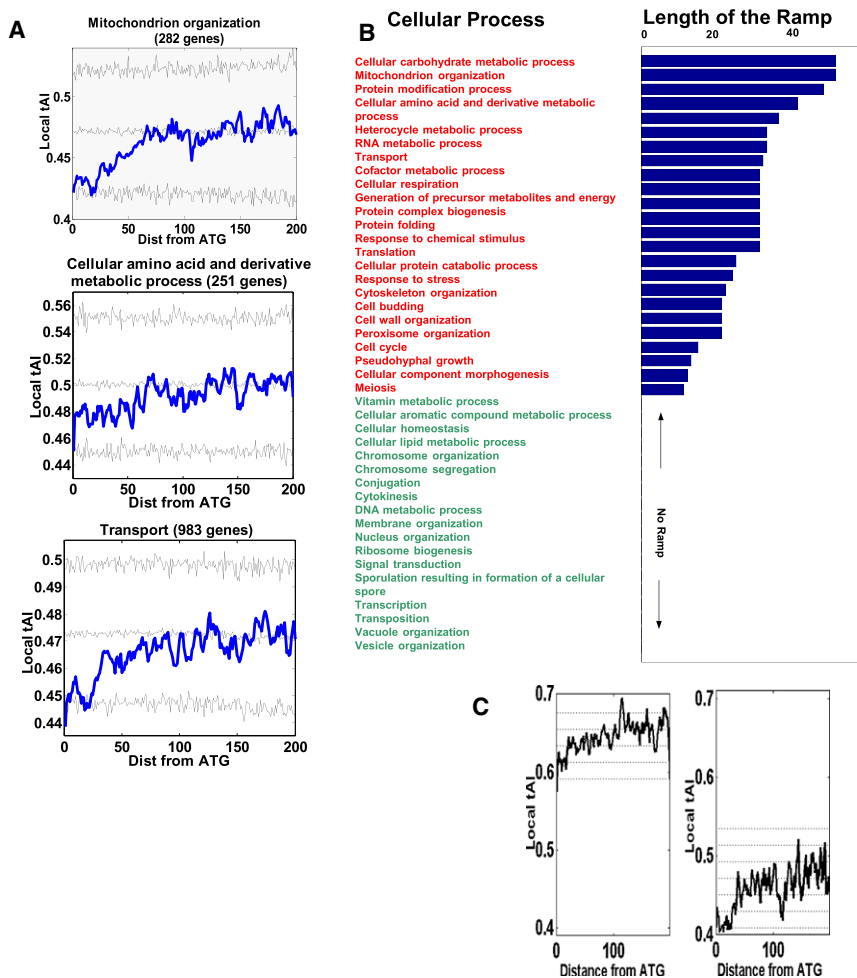 A
Mitochondrion organization
(282 genes)
0.5
0.45
0.4
Local tAI
0 50 100 150 200
Dist from ATG
Cellular amino acid and derivative
metabolic process (251 genes)
0.56
0.54
0.52
0.5
0.48
0.46
0.44
Local tAI
0 50 100 150 200
Dist from ATG
Transport (983 genes)
0.5
0.49
0.48
0.47
0.46
0.45
0.44
Local tAI
0 50 100 150 200
Dist from ATG
B
Cellular Process
Length of the Ramp
0 20 40
Cellular carbohydrate metabolic process
Mitochondrion organization
Protein modification process
Cellular amino acid and derivative metabolic
process
Heterocycle metabolic process
RNA metabolic process
Transport
Cofactor metabolic process
Cellular respiration
Generation of precursor metabolites and energy
Protein complex biogenesis
Protein folding
Response to chemical stimulus
Translation
Cellular protein catabolic process
Response to stress
Cytoskeleton organization
Cell budding
Cell wall organization
Peroxisome organization
Cell cycle
Pseudohyphal growth
Cellular component morphogenesis
Meiosis
Vitamin metabolic process
Cellular aromatic compound metabolic process
Cellular homeostasis
Cellular lipid metabolic process
Chromosome organization
Chromosome segregation
Conjugation
Cytokinesis
DNA metabolic process
Membrane organization
Nucleus organization
Ribosome biogenesis
Signal transduction
Sporulation resulting in formation of a cellular
spore
Transcription
Transposition
Vacuole organization
Vesicle organization
No Ramp
C
0.7
0.6
0.5
0.4
Local tAI
0 100
Distance from ATG
0.7
0.6
0.5
0.4
Local tAI
0 100
Distance from ATG